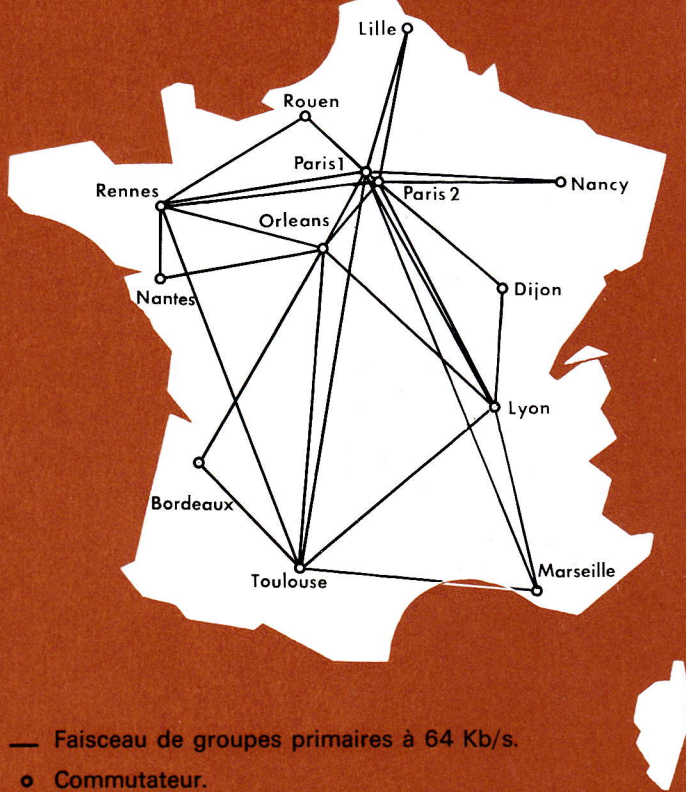 Lille
Rouen
Paris1
Rennes
Paris 2
Nancy
Orleans
Nantes
Dijon
Lyon
Bordeaux
Toulouse
Marseille
Faisceau de groupes primaires à 64 Kb/s.
Commutateur.